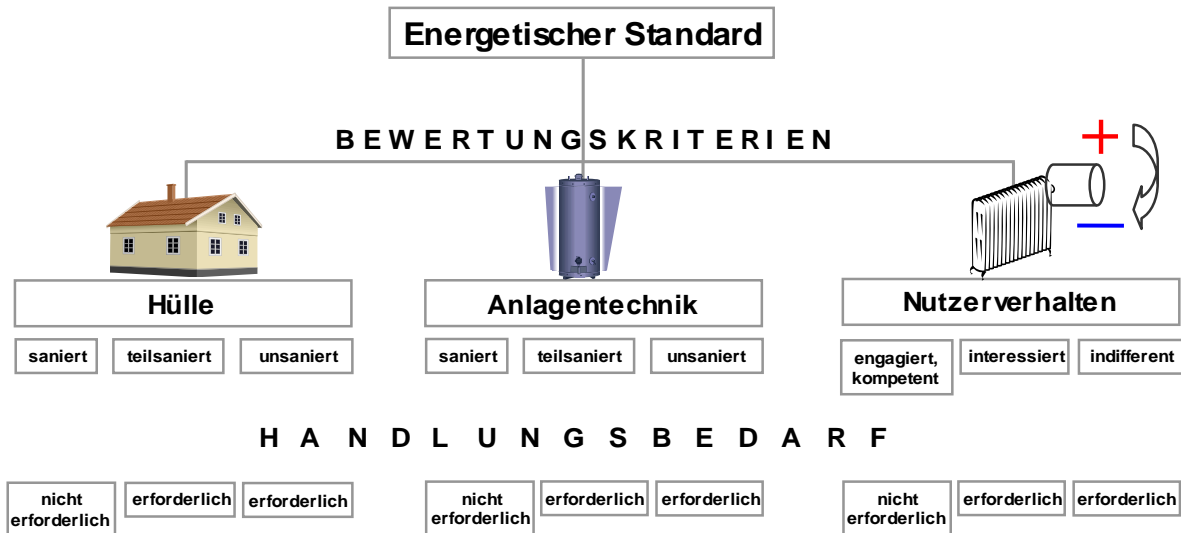 Energetischer Standard
BEWERTUNGSKRITERIEN
Hülle
Anlagentechnik
Nutzerverhalten
saniert
teilsaniert
unsaniert
saniert
teilsaniert
unsaniert
engagiert,
kompetent
interessiert
indifferent
HANDLUNGSBEDARF
nicht
erforderlich
erforderlich
erforderlich
nicht
erforderlich
erforderlich
erforderlich
nicht
erforderlich
erforderlich
erforderlich